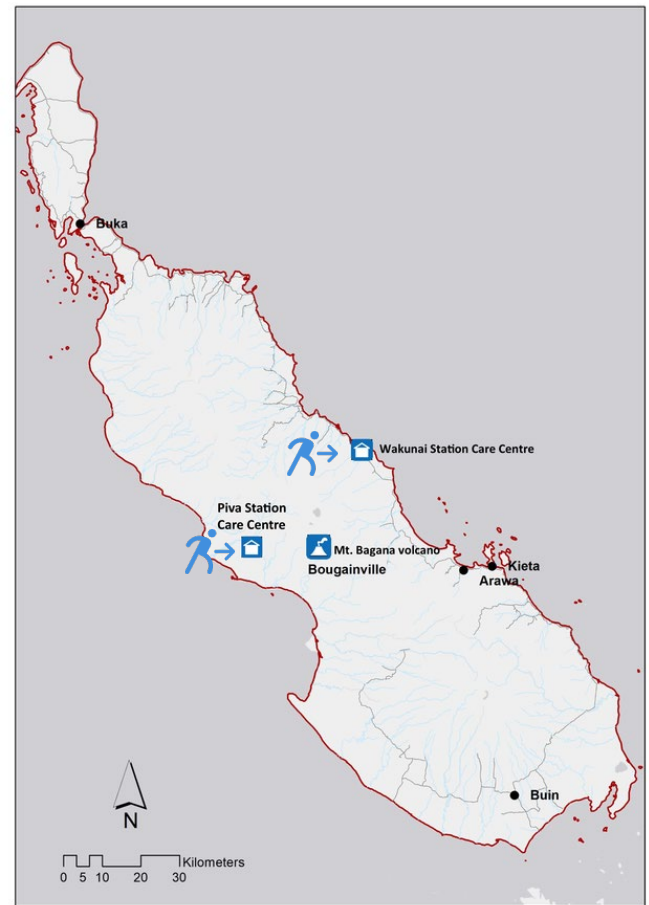 Buka
Wakunai Station Care Centre
Piva Station
Care Centre
Mt. Bagana volcano
Bougainville
Kieta
Arawa
Buin
N
Kilometers
0 5 10 20 30